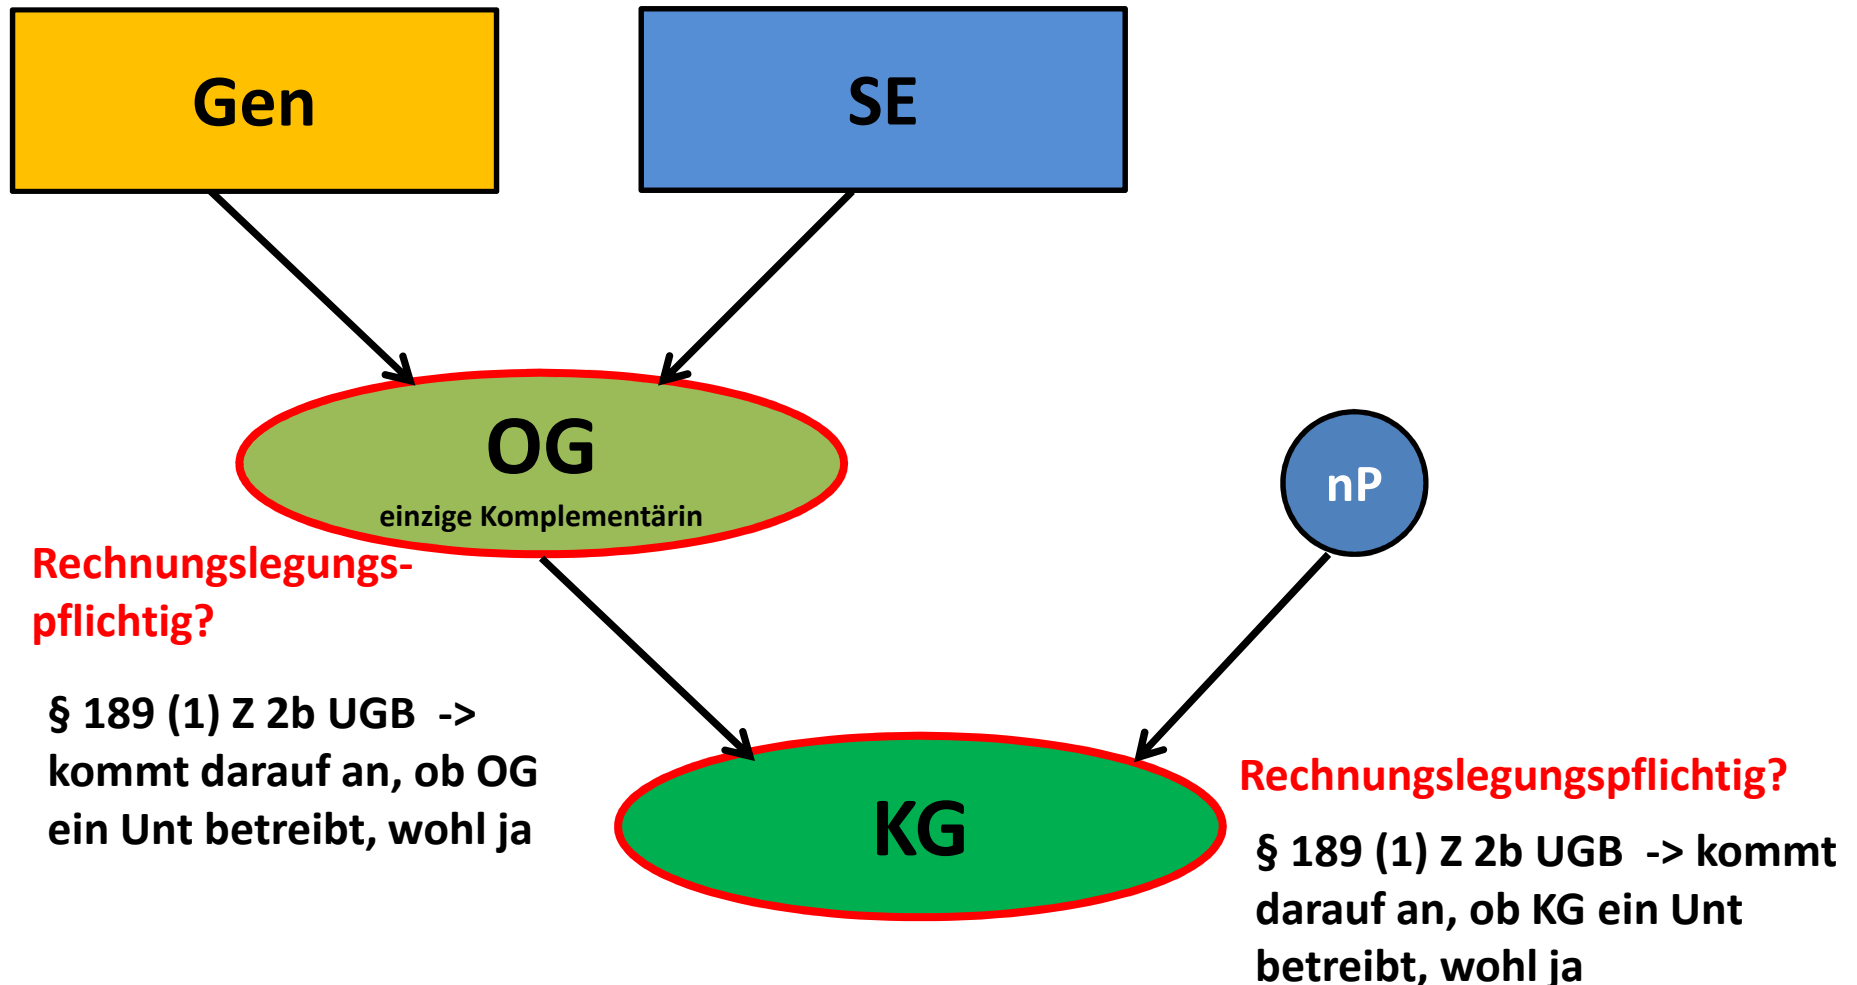 Gen
SE
OG
einzige Komplementärin
nP
Rechnungslegungs-
pflichtig?
§ 189 (1) Z 2b UGB  ->
kommt darauf an, ob OG
ein Unt betreibt, wohl ja
KG
Rechnungslegungspflichtig?
§ 189 (1) Z 2b UGB  -> kommt
darauf an, ob KG ein Unt
betreibt, wohl ja